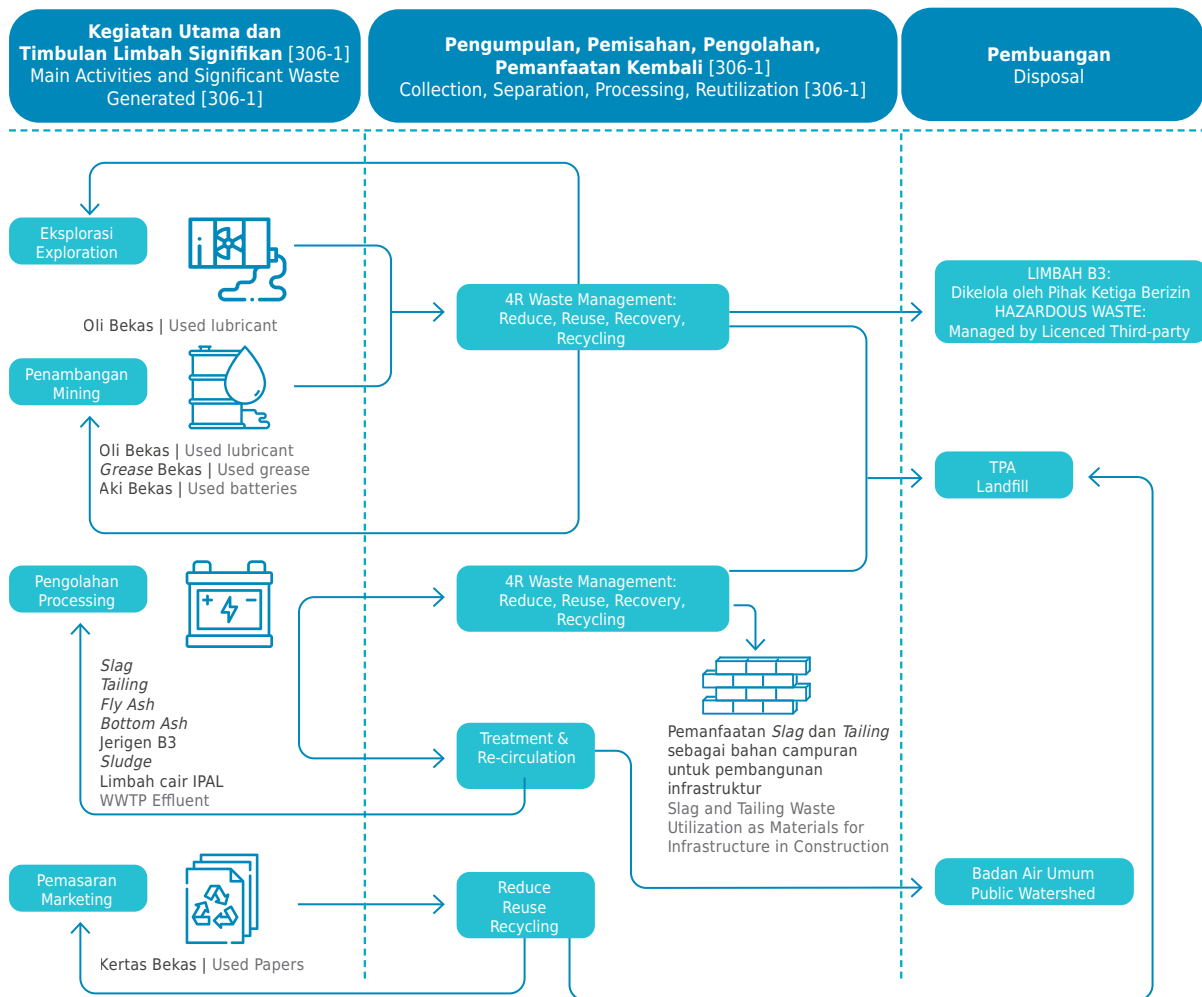 Kegiatan Utama dan
Timbulan Limbah Signifikan [306-1]
Main Activities and Significant Waste
Generated [306-1]
Pengumpulan, Pemisahan, Pengolahan,
Pemanfaatan Kembali [306-1]
Collection, Separation, Processing, Reutilization [306-1]
Pembuangan
Disposal
Eksplorasi
Exploration
Oli Bekas | Used lubricant
Penambangan
Mining
Oli Bekas | Used lubricant
Grease Bekas | Used grease
Aki Bekas | Used batteries
4R Waste Management:
Reduce, Reuse, Recovery,
Recycling
LIMBAH B3:
Dikelola oleh Pihak Ketiga Berizin
HAZARDOUS WASTE:
Managed by Licenced Third-party
TPA
Landfill
Pengolahan
Processing
Slag
Tailing
Fly Ash
Bottom Ash
Jerigen B3
Sludge
Limbah cair IPAL
WWTP Effluent
4R Waste Management:
Reduce, Reuse, Recovery,
Recycling
Treatment &
Re-circulation
Pemanfaatan Slag dan Tailing
sebagai bahan campuran
untuk pembangunan
infrastruktur
Slag and Tailing Waste
Utilization as Materials for
Infrastructure in Construction
Badan Air Umum
Public Watershed
Pemasaran
Marketing
Kertas Bekas | Used Papers
Reduce
Reuse
Recycling